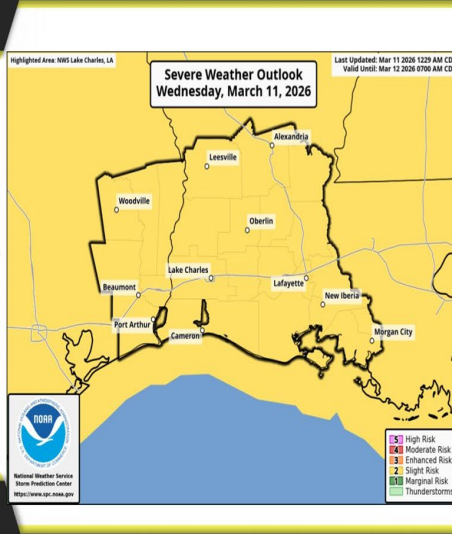 Highlighted Area: NWS Lake Charles, LA
Last Updated: Mar 11 2026 1229 AM CD
Valid Until: Mar 12 2026 0700 AM CD
Severe Weather Outlook
Wednesday, March 11, 2026
Alexandria
Leesville
Woodville
Oberlin
Lake Charles
Lafayette
Beaumont
New Iberia
Port Arthur
Cameron
Morgan City
NOAA
National Weather Service
Storm Prediction Center
https://www.spc.noaa.gov
5 High Risk
4 Moderate Risk
3 Enhanced Risk
2 Slight Risk
1 Marginal Risk
Thunderstorms